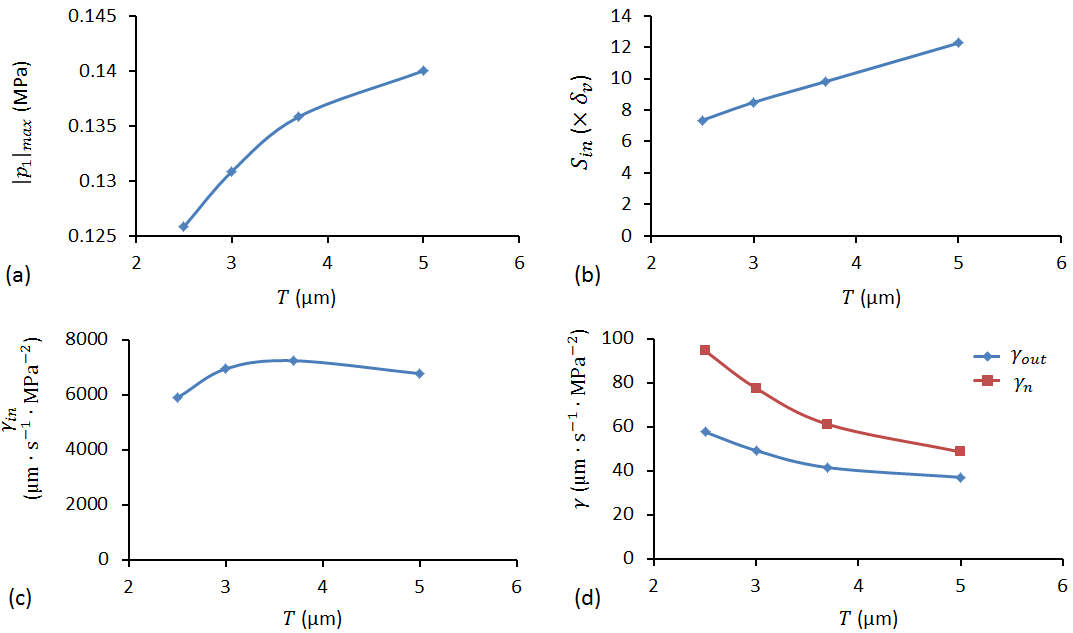 0.145
0.14
0.135
0.13
0.125
|p₁|ₘₐₓ (MPa)
2 3 4 5 6
T (μm)
(a)
14
12
10
8
6
4
2
0
Sᵢₙ (× δᵥ)
2 3 4 5 6
T (μm)
(b)
8000
6000
4000
2000
0
γᵢₙ
(μm · s⁻¹ · MPa⁻²)
2 3 4 5 6
T (μm)
(c)
100
80
60
40
20
0
γ (μm · s⁻¹ · MPa⁻²)
γₒᵤₜ
γₙ
2 3 4 5 6
T (μm)
(d)